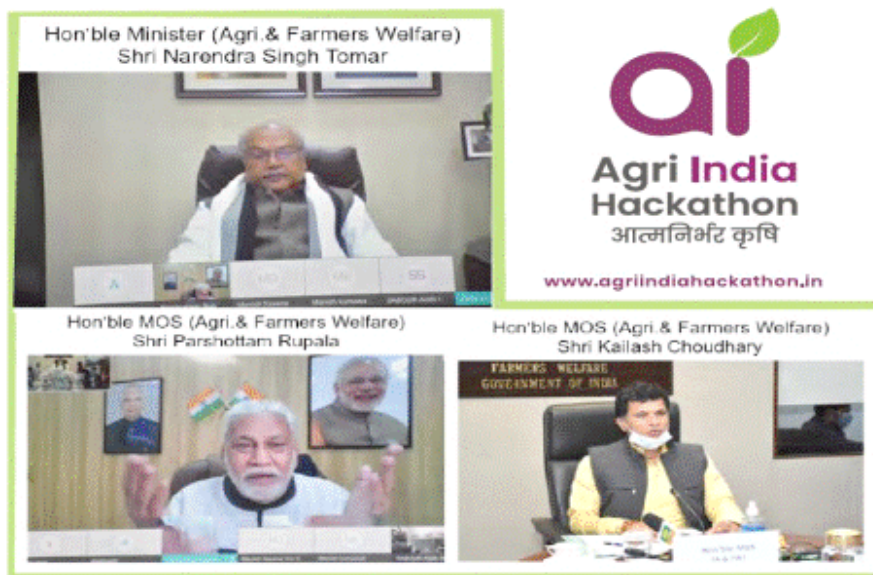 Hon'ble Minister (Agri.& Farmers Welfare)
Shri Narendra Singh Tomar
A
SS
ai
Agri India
Hackathon
आत्मनिर्भर कृषि
www.agriindiahackathon.in
Hon'ble MOS (Agri.& Farmers Welfare)
Shri Parshottam Rupala
Hon'ble MOS (Agri.& Farmers Welfare)
Shri Kailash Choudhary
FARMERS WELFARE
GOVERNMENT OF INDIA